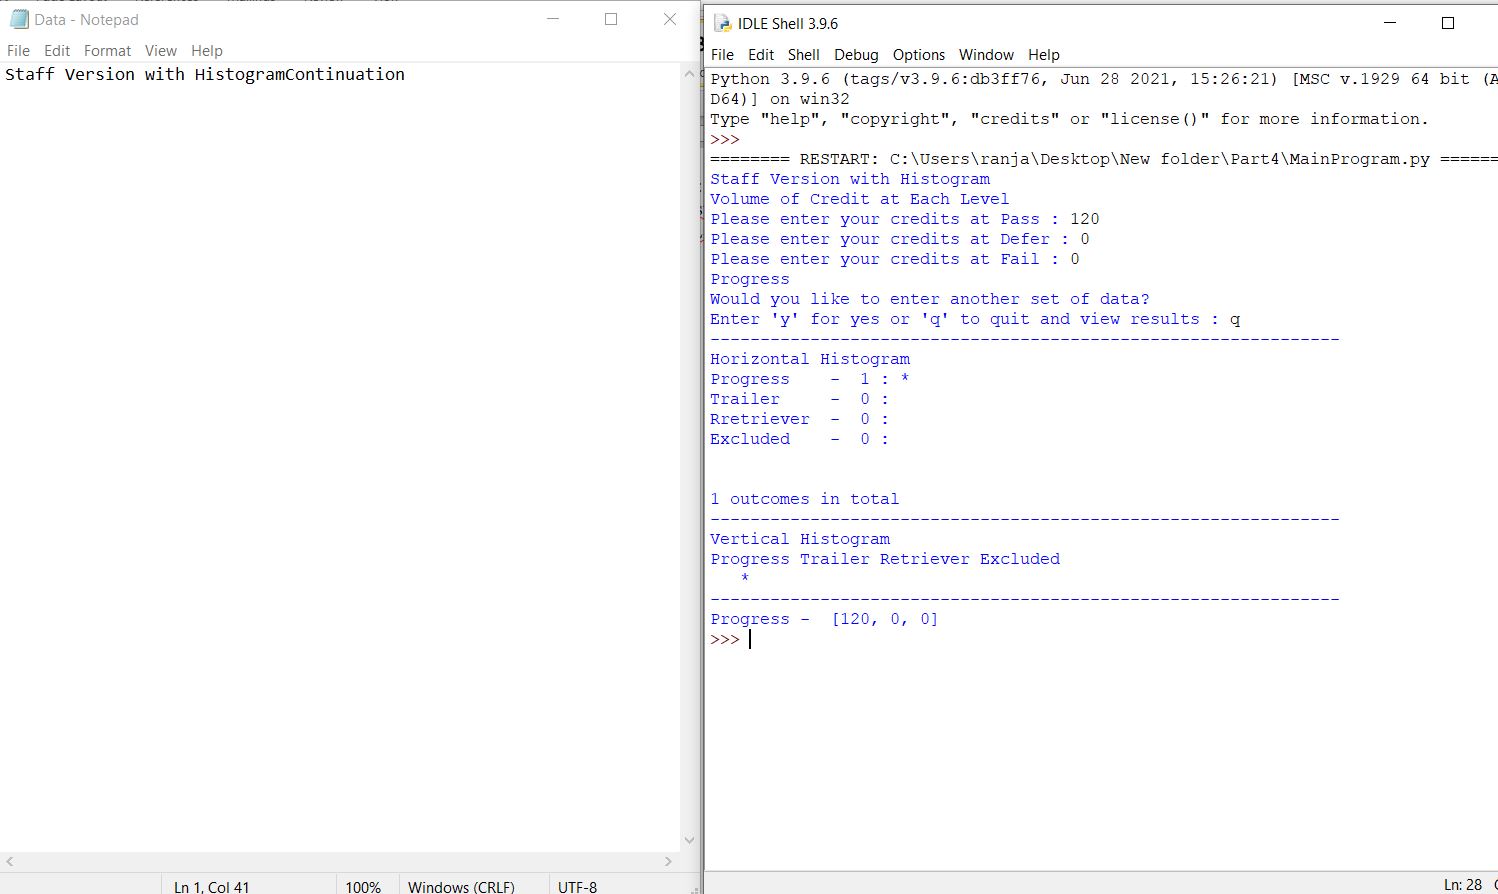 Data - Notepad
File Edit Format View Help
Staff Version with HistogramContinuation
Ln 1, Col 41 100% Windows (CRLF) UTF-8
IDLE Shell 3.9.6
File Edit Shell Debug Options Window Help
Python 3.9.6 (tags/v3.9.6:db3ff76, Jun 28 2021, 15:26:21) [MSC v.1929 64 bit (A
D64)] on win32
Type "help", "copyright", "credits" or "license()" for more information.
>>>
======== RESTART: C:\Users\ranja\Desktop\New folder\Part4\MainProgram.py ======
Staff Version with Histogram
Volume of Credit at Each Level
Please enter your credits at Pass : 120
Please enter your credits at Defer : 0
Please enter your credits at Fail : 0
Progress
Would you like to enter another set of data?
Enter 'y' for yes or 'q' to quit and view results : q
---------------------------------------------------------------
Horizontal Histogram
Progress    -  1 : *
Trailer     -  0 :
Rretriever  -  0 :
Excluded    -  0 :
1 outcomes in total
---------------------------------------------------------------
Vertical Histogram
Progress Trailer Retriever Excluded
*
---------------------------------------------------------------
Progress -  [120, 0, 0]
>>>
Ln: 28